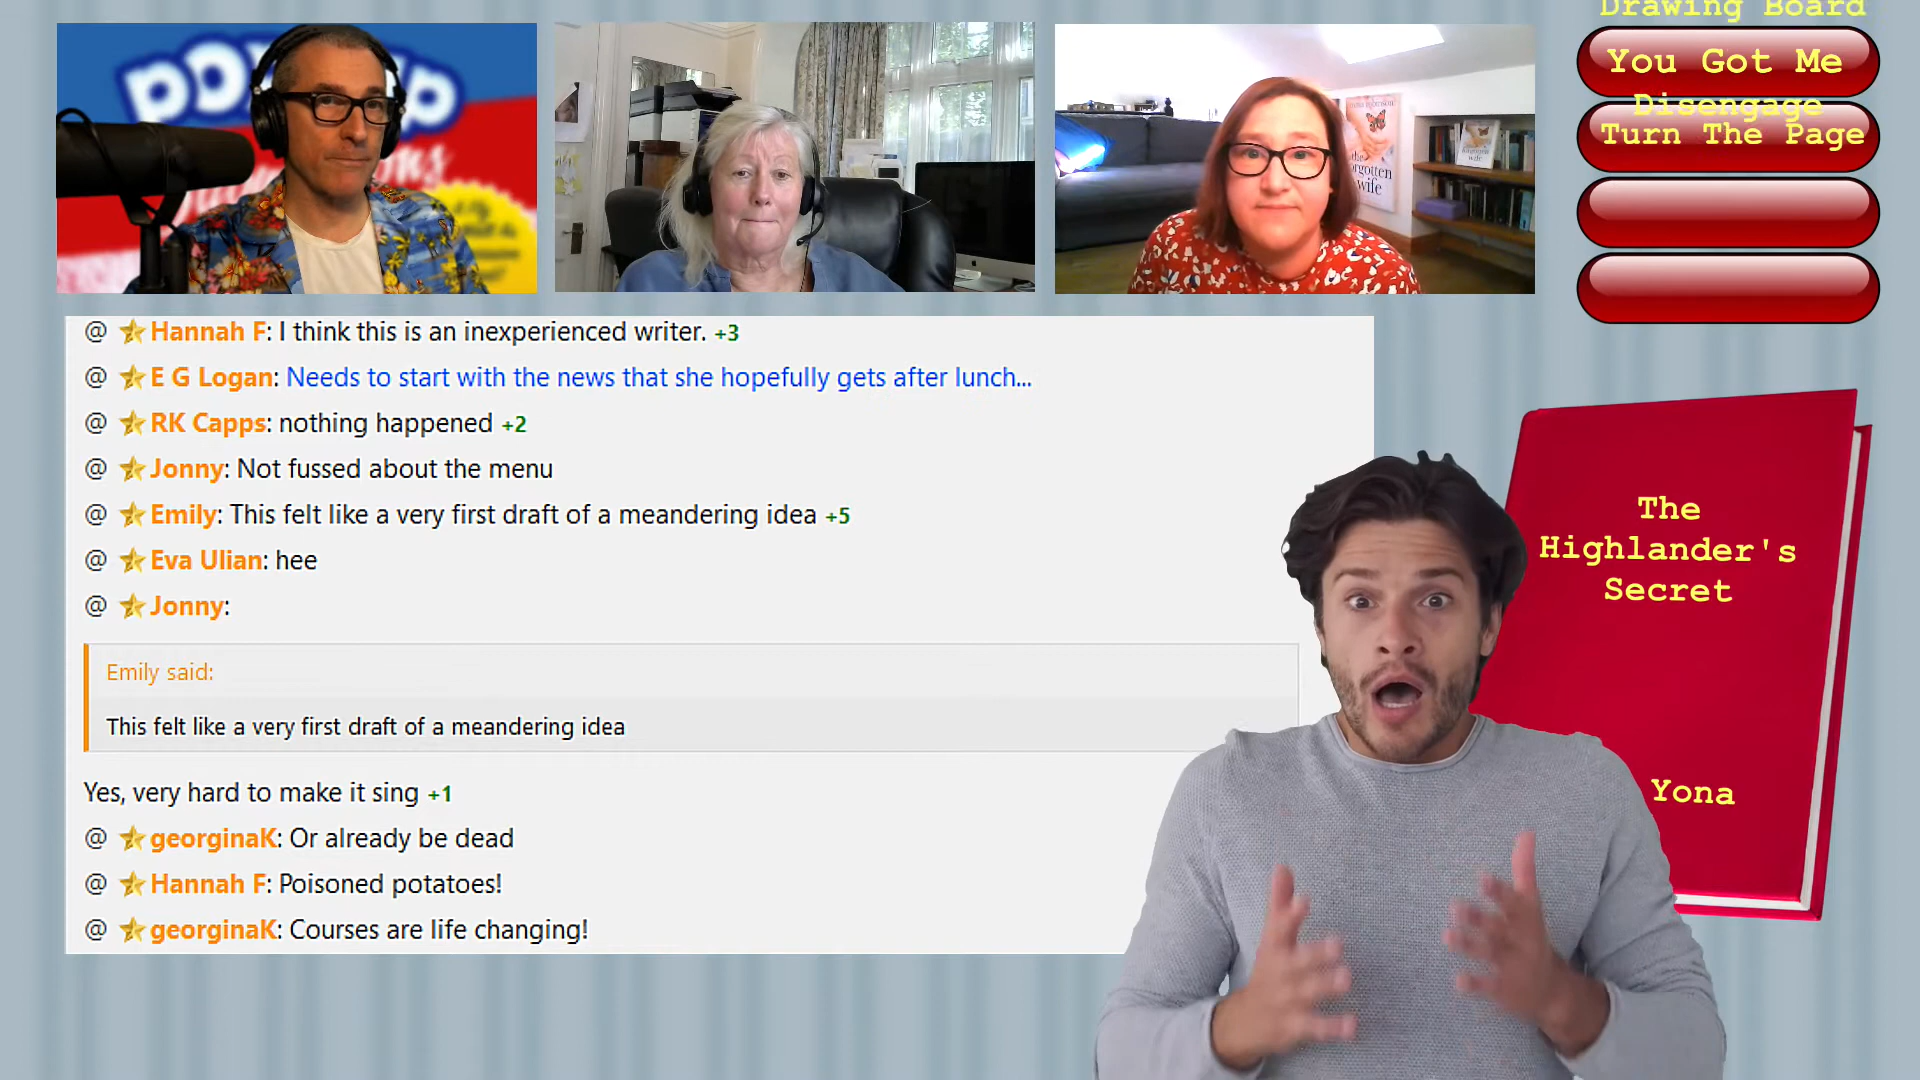 Drawing Board
You Got Me
Disengage
Turn The Page
@ Hannah F: I think this is an inexperienced writer. +3
@ E G Logan: Needs to start with the news that she hopefully gets after lunch...
@ RK Capps: nothing happened +2
@ Jonny: Not fussed about the menu
@ Emily: This felt like a very first draft of a meandering idea +5
@ Eva Ulian: hee
@ Jonny:
Emily said:
This felt like a very first draft of a meandering idea
Yes, very hard to make it sing +1
@ georginaK: Or already be dead
@ Hannah F: Poisoned potatoes!
@ georginaK: Courses are life changing!
The
Highlander's
Secret
Yona